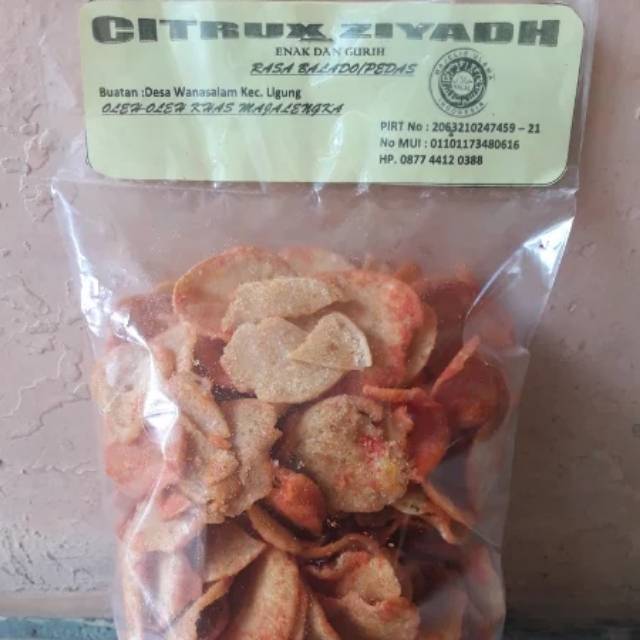 CITRUX ZIYADH
ENAK DAN GURIH
RASA BALADO/PEDAS
Buatan :Desa Wanasalam Kec. Ligung
OLEH-OLEH KHAS MAJALENGKA
PIRT No : 2063210247459 – 21
No MUI : 01101173480616
HP. 0877 4412 0388